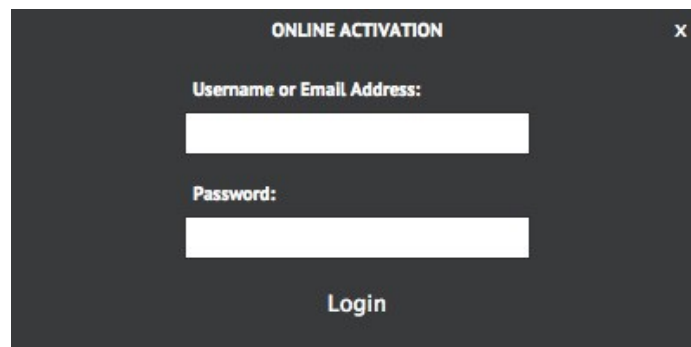 ONLINE ACTIVATION x
Username or Email Address:
Password:
Login